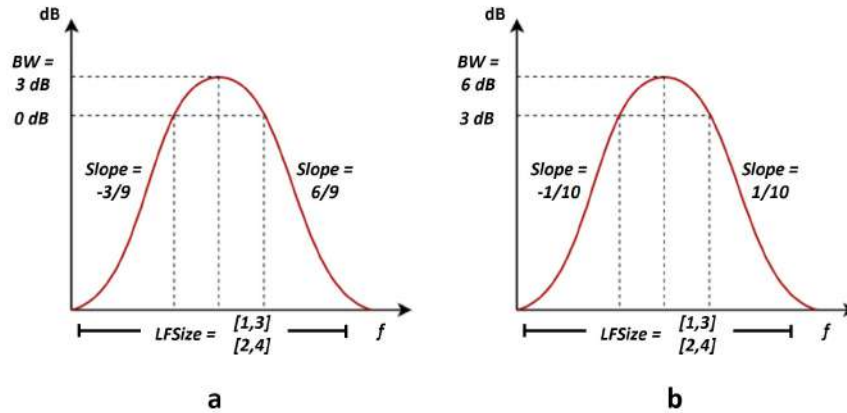 dB
BW =
3 dB
0 dB
Slope =
-3/9
Slope =
6/9
LFSize = [1,3]
[2,4]
f
a
dB
BW =
6 dB
3 dB
Slope =
-1/10
Slope =
1/10
LFSize = [1,3]
[2,4]
f
b